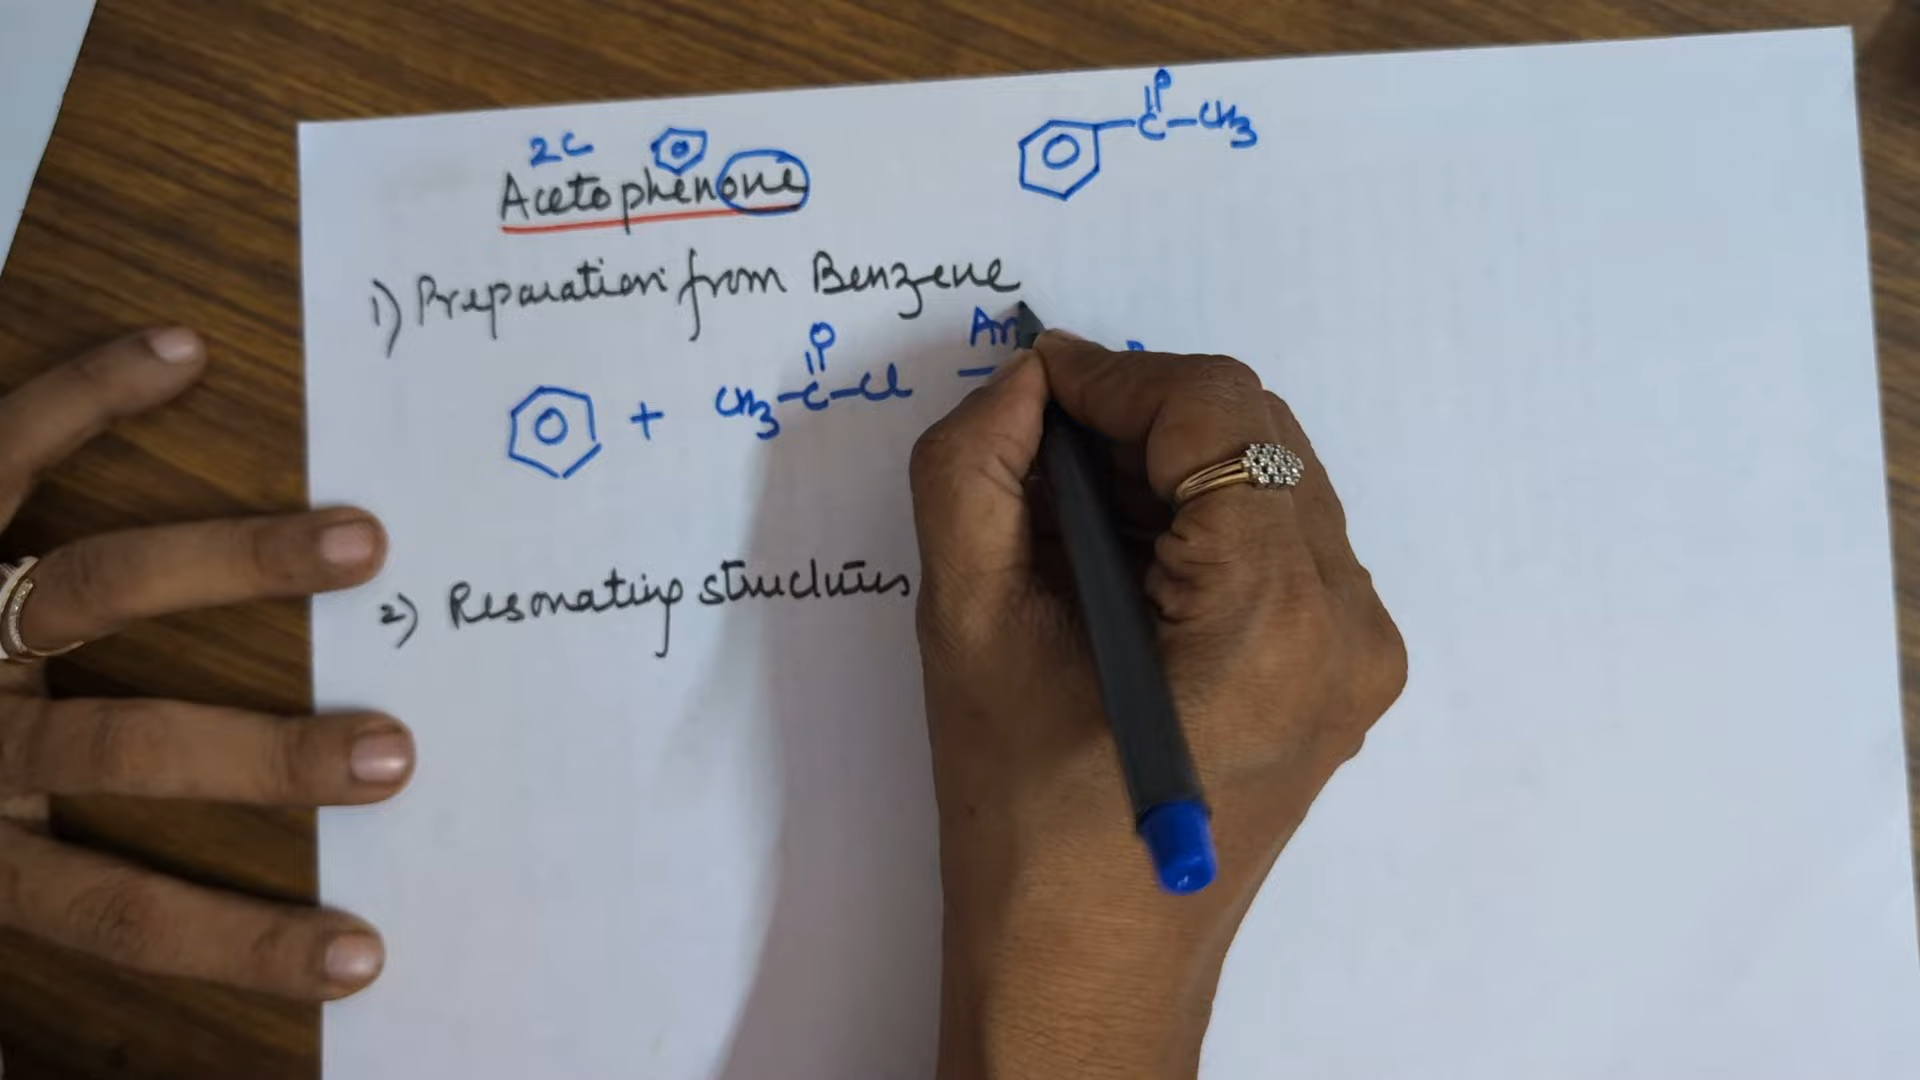 2C
Acetophenone
C-CH3
O
1) Preparation from Benzene
An
O
+ CH3-C-Cl
2) Resonating structures